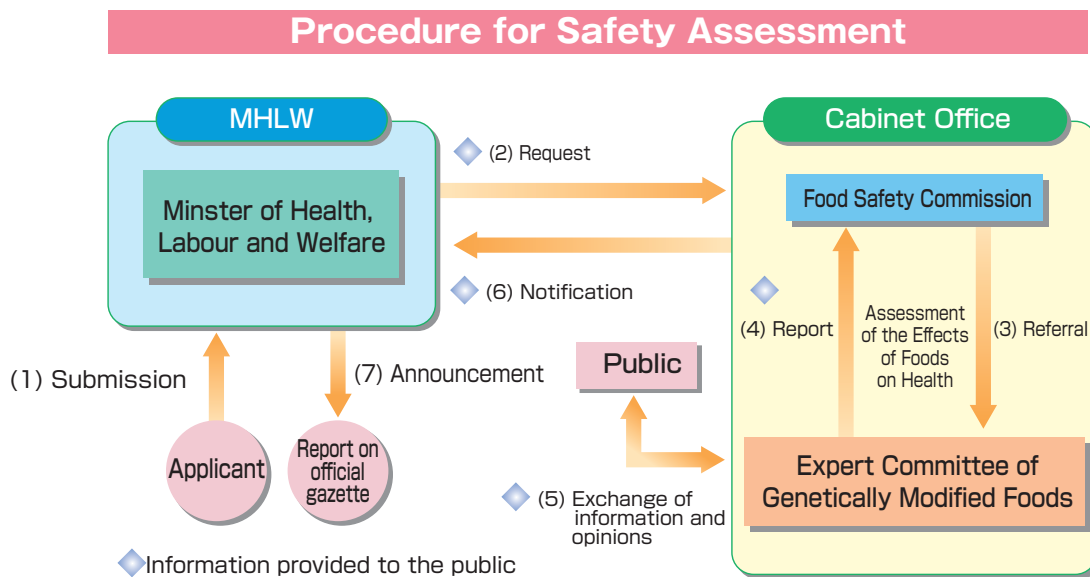 Procedure for Safety Assessment
MHLW
Minster of Health,
Labour and Welfare
(2) Request
(6) Notification
Cabinet Office
Food Safety Commission
(4) Report
Assessment
of the Effects
of Foods
on Health
(3) Referral
(1) Submission
(7) Announcement
Public
Applicant
Report on
official
gazette
(5) Exchange of
information and
opinions
Expert Committee of
Genetically Modified Foods
Information provided to the public